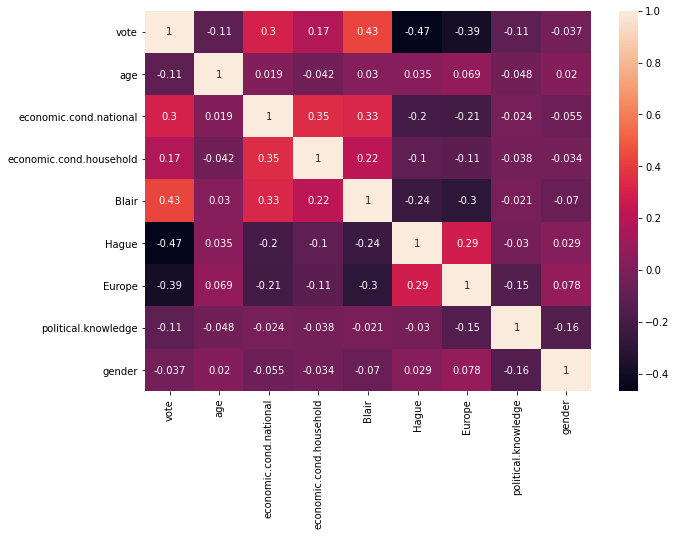 vote 1 -0.11 0.3 0.17 0.43 -0.47 -0.39 -0.11 -0.037
age -0.11 1 0.019 -0.042 0.03 0.035 0.069 -0.048 0.02
economic.cond.national 0.3 0.019 1 0.35 0.33 -0.2 -0.21 -0.024 -0.055
economic.cond.household 0.17 -0.042 0.35 1 0.22 -0.1 -0.11 -0.038 -0.034
Blair 0.43 0.03 0.33 0.22 1 -0.24 -0.3 -0.021 -0.07
Hague -0.47 0.035 -0.2 -0.1 -0.24 1 0.29 -0.03 0.029
Europe -0.39 0.069 -0.21 -0.11 -0.3 0.29 1 -0.15 0.078
political.knowledge -0.11 -0.048 -0.024 -0.038 -0.021 -0.03 -0.15 1 -0.16
gender -0.037 0.02 -0.055 -0.034 -0.07 0.029 0.078 -0.16 1
vote
age
economic.cond.national
economic.cond.household
Blair
Hague
Europe
political.knowledge
gender
1.0
0.8
0.6
0.4
0.2
0.0
−0.2
−0.4